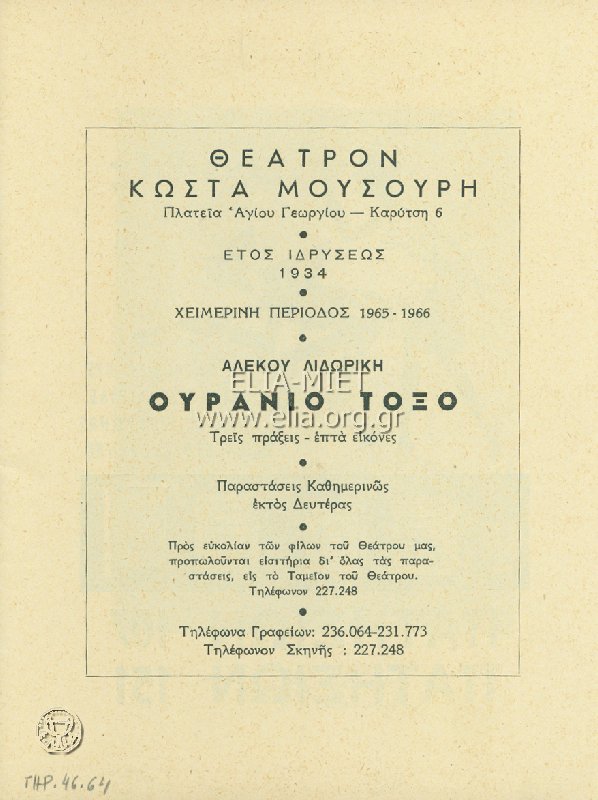 ΘΕΑΤΡΟΝ
ΚΩΣΤΑ ΜΟΥΣΟΥΡΗ
Πλατεῖα Ἁγίου Γεωργίου — Καρύτση 6
ΕΤΟΣ ΙΔΡΥΣΕΩΣ
1934
ΧΕΙΜΕΡΙΝΗ ΠΕΡΙΟΔΟΣ 1965 - 1966
ΑΛΕΚΟΥ ΛΙΔΩΡΙΚΗ
ELIA-MIET
ΟΥΡΑΝΙΟ ΤΟΞΟ
www.elia.org.gr
Τρεῖς πράξεις - ἑπτὰ εἰκόνες
Παραστάσεις Καθημερινῶς
ἐκτὸς Δευτέρας
Πρὸς εὐκολίαν τῶν φίλων τοῦ Θεάτρου μας,
προπωλοῦνται εἰσιτήρια δι' ὅλας τὰς παρα-
στάσεις, εἰς τὸ Ταμεῖον τοῦ Θεάτρου.
Τηλέφωνον 227.248
Τηλέφωνα Γραφείων: 236.064-231.773
Τηλέφωνον Σκηνῆς : 227.248
ΠΗΡ. 46.64